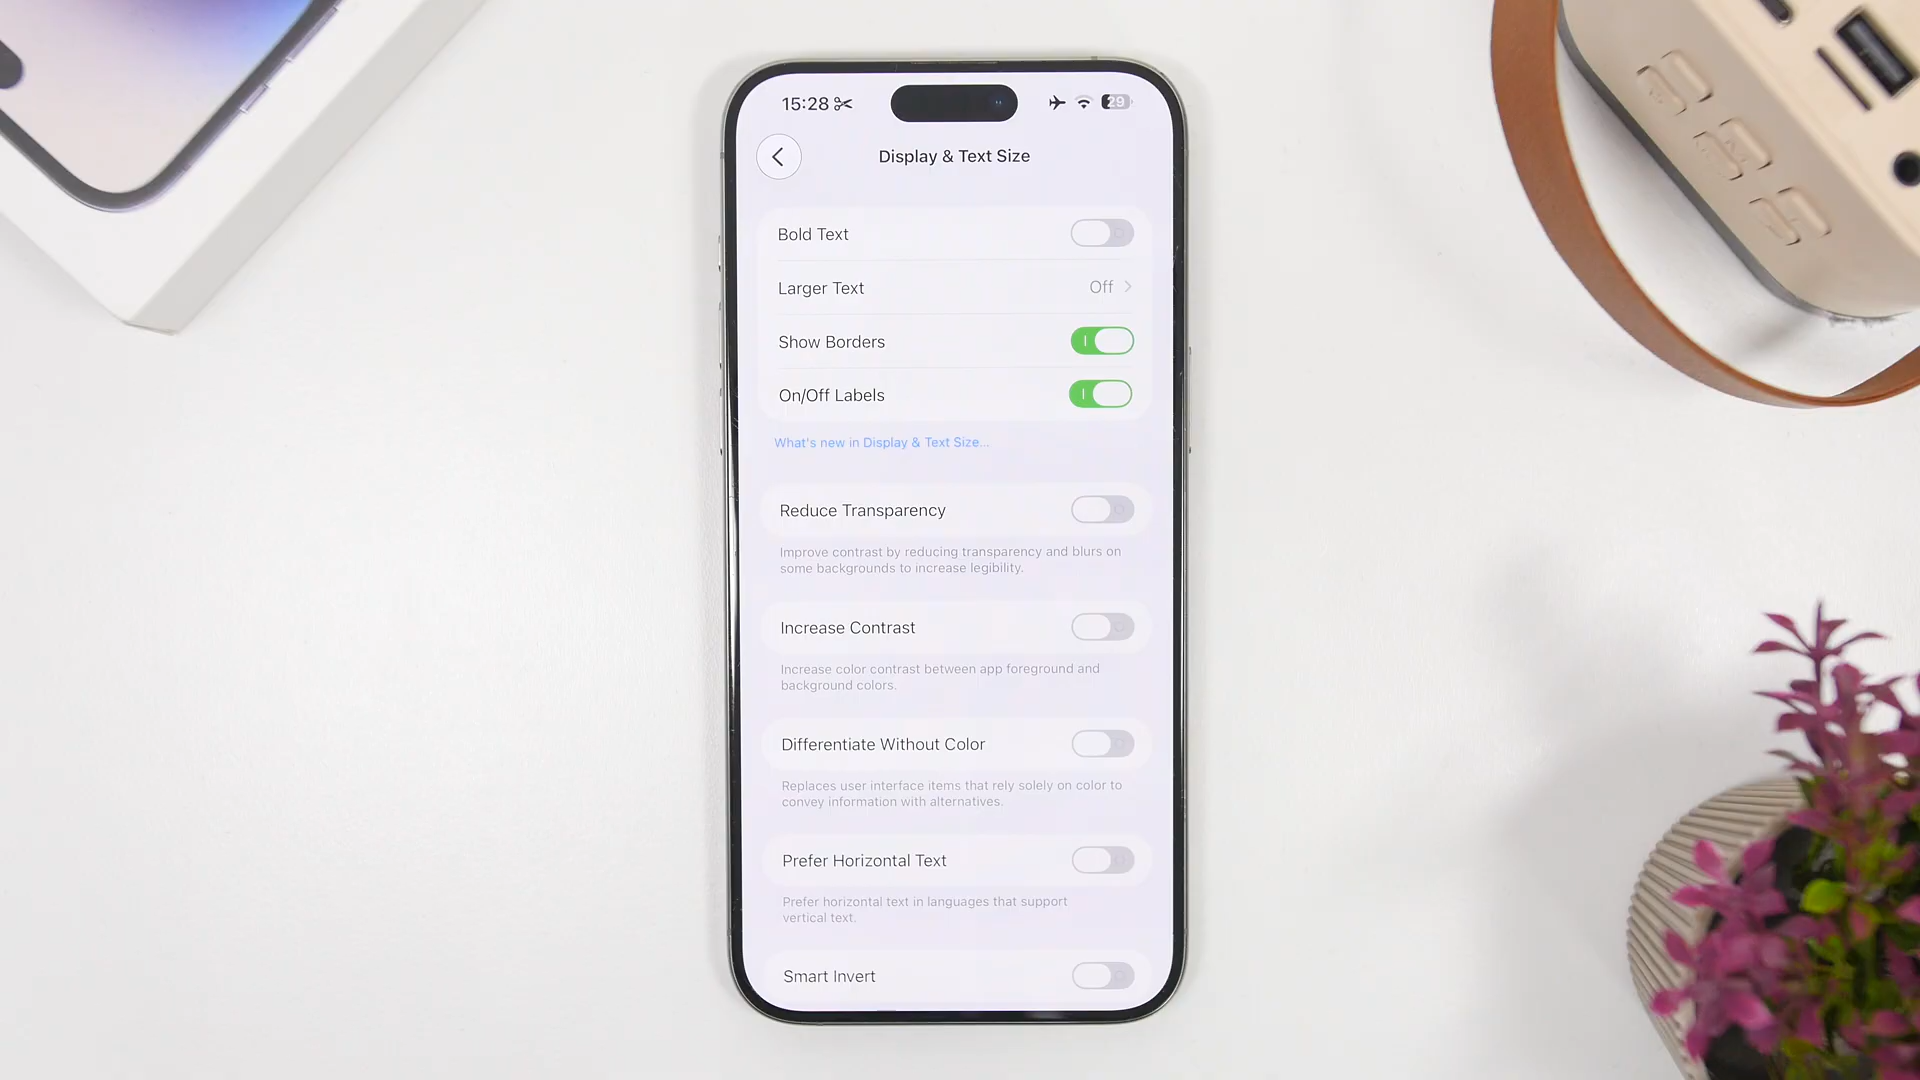 15:28
29
Display & Text Size
Bold Text
Larger Text Off
Show Borders
On/Off Labels
What's new in Display & Text Size...
Reduce Transparency
Improve contrast by reducing transparency and blurs on
some backgrounds to increase legibility.
Increase Contrast
Increase color contrast between app foreground and
background colors.
Differentiate Without Color
Replaces user interface items that rely solely on color to
convey information with alternatives.
Prefer Horizontal Text
Prefer horizontal text in languages that support
vertical text.
Smart Invert